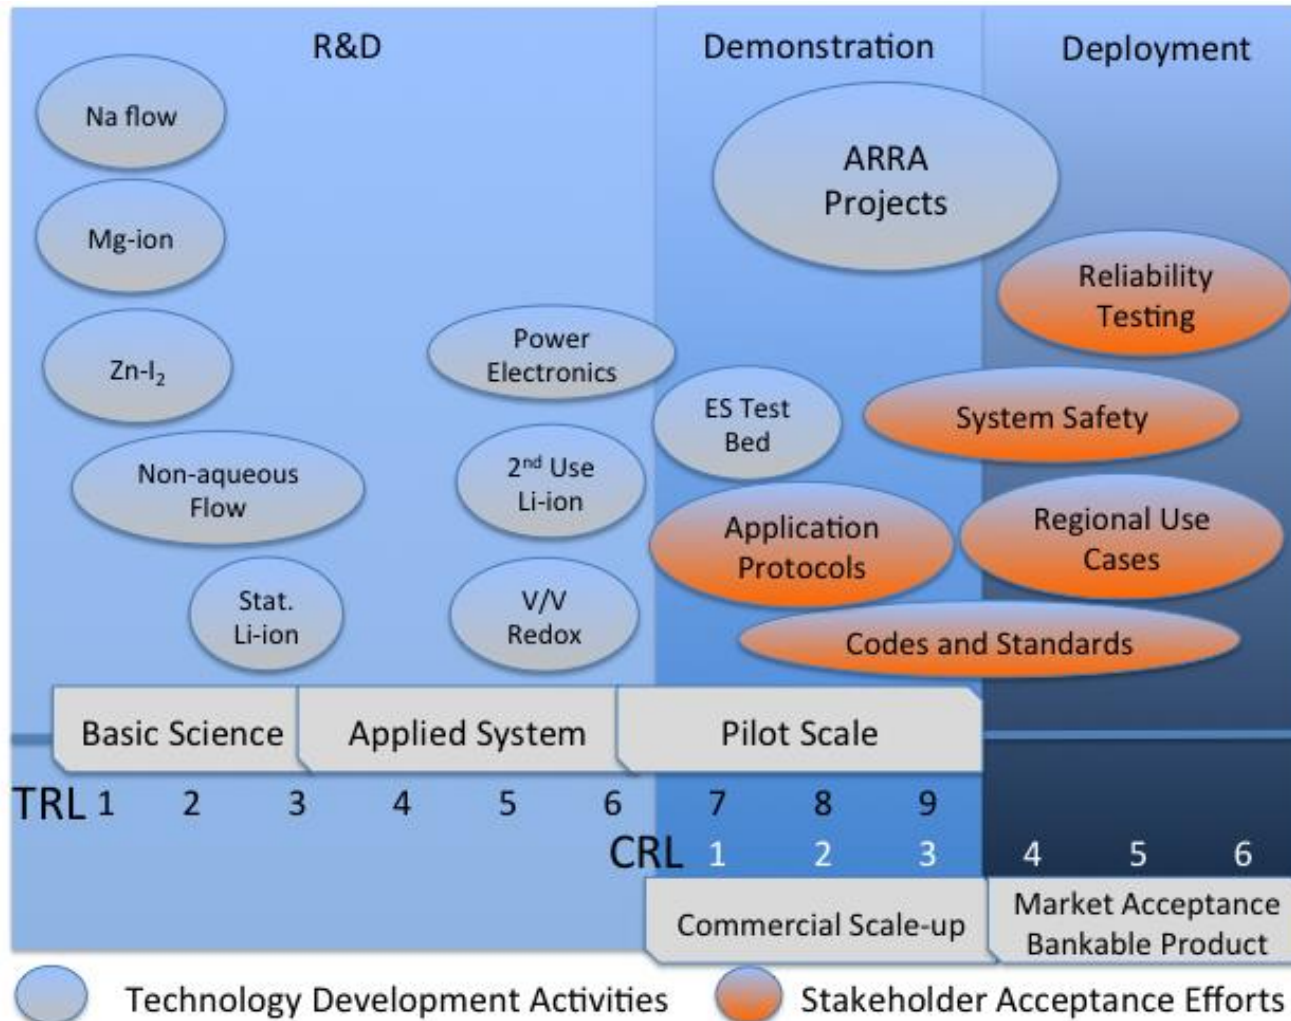 R&D
Demonstration
Deployment
Na flow
ARRA
Projects
Mg-ion
Reliability
Testing
Zn-I₂
Power
Electronics
ES Test
Bed
System Safety
Non-aqueous
Flow
2nd Use
Li-ion
Application
Protocols
Regional Use
Cases
Stat.
Li-ion
V/V
Redox
Codes and Standards
Basic Science
Applied System
Pilot Scale
TRL 1 2 3 4 5 6 7 8 9
CRL 1 2 3 4 5 6
Commercial Scale-up
Market Acceptance
Bankable Product
Technology Development Activities
Stakeholder Acceptance Efforts